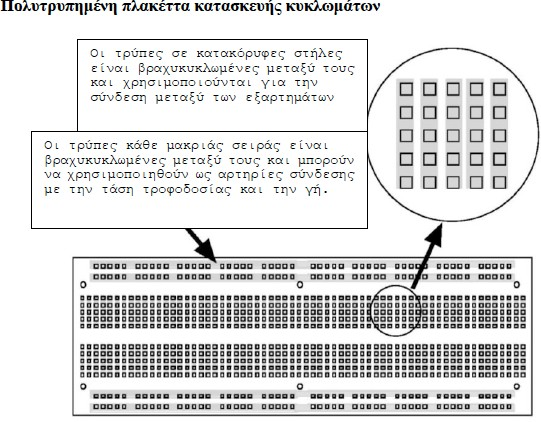 Πολυτρυπημένη πλακέττα κατασκευής κυκλωμάτων
Οι τρύπες σε κατακόρυφες στήλες
είναι βραχυκυκλωμένες μεταξύ τους
και χρησιμοποιούνται για την
σύνδεση μεταξύ των εξαρτημάτων
Οι τρύπες κάθε μακριάς σειράς είναι
βραχυκυκλωμένες μεταξύ τους και μπορούν
να χρησιμοποιηθούν ως αρτηρίες σύνδεσης
με την τάση τροφοδοσίας και την γή.